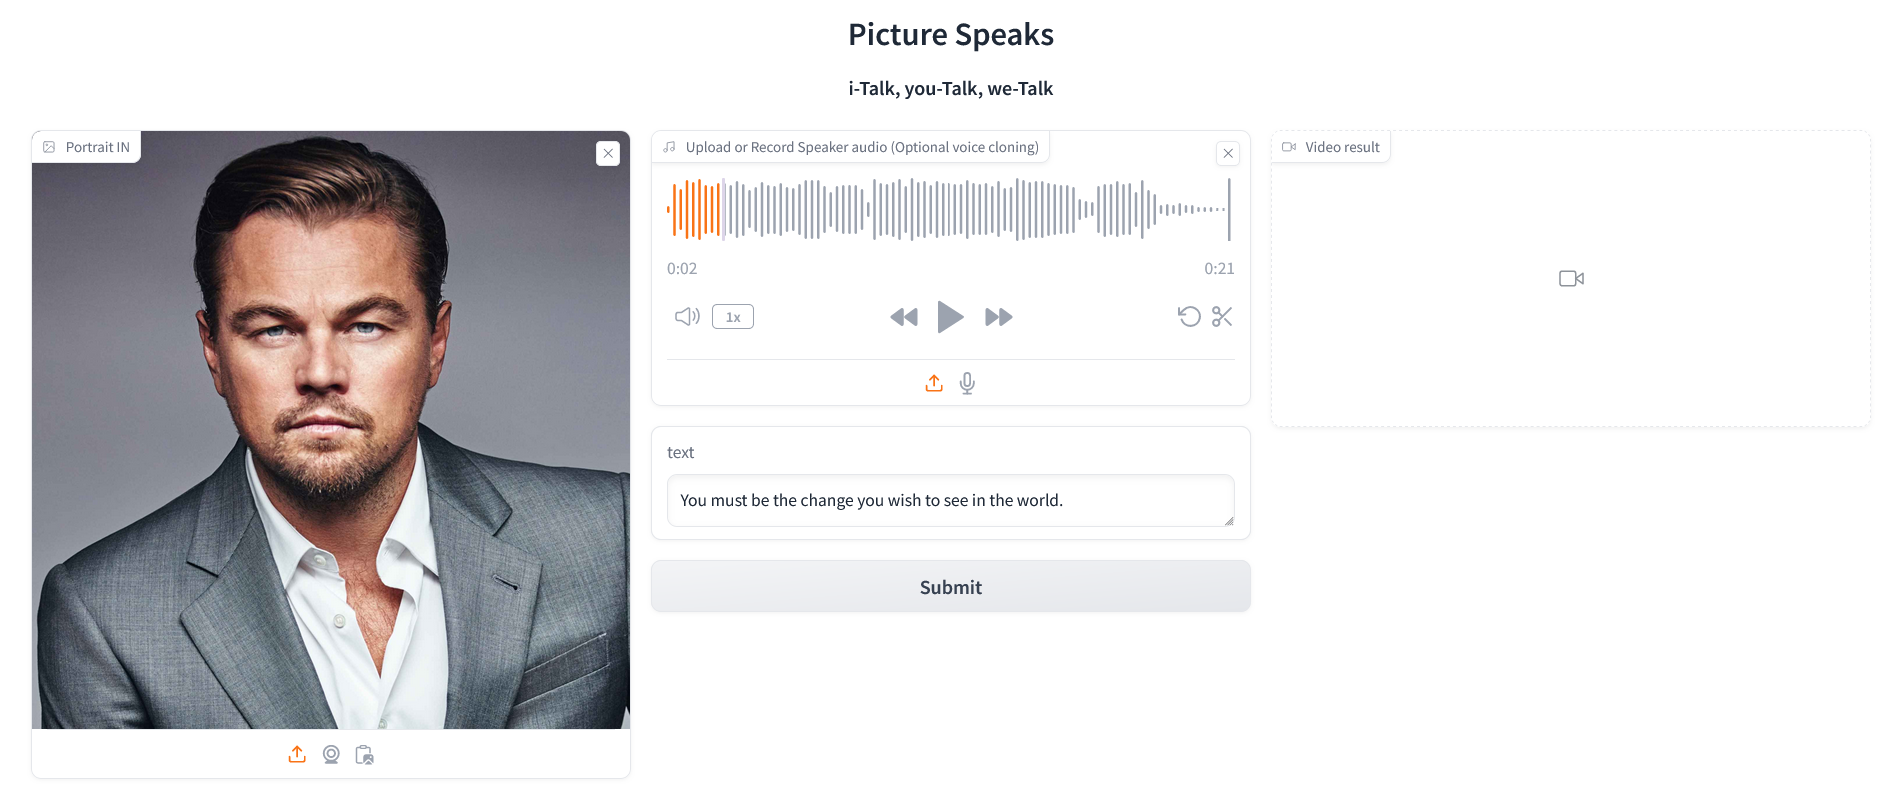 Picture Speaks
i-Talk, you-Talk, we-Talk
Portrait IN
Upload or Record Speaker audio (Optional voice cloning)
0:02
0:21
1x
text
You must be the change you wish to see in the world.
Submit
Video result